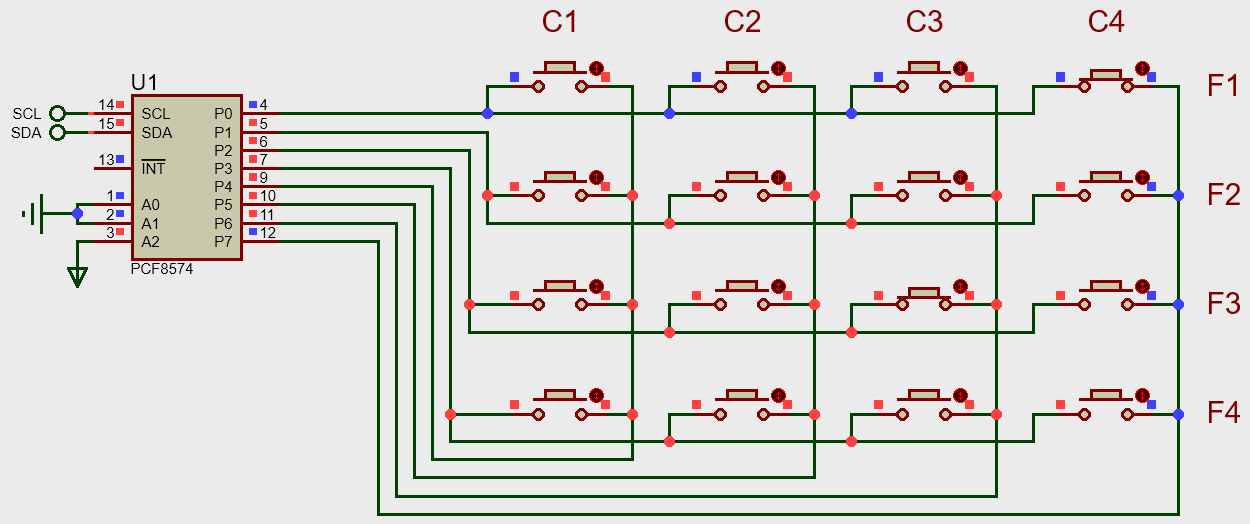 C1 C2 C3 C4
U1
F1
SCL 14 SCL P0 4
SDA 15 SDA P1 5
P2 6
13 INT P3 7
P4 9
F2
1 A0 P5 10
2 A1 P6 11
3 A2 P7 12
PCF8574
F3
F4